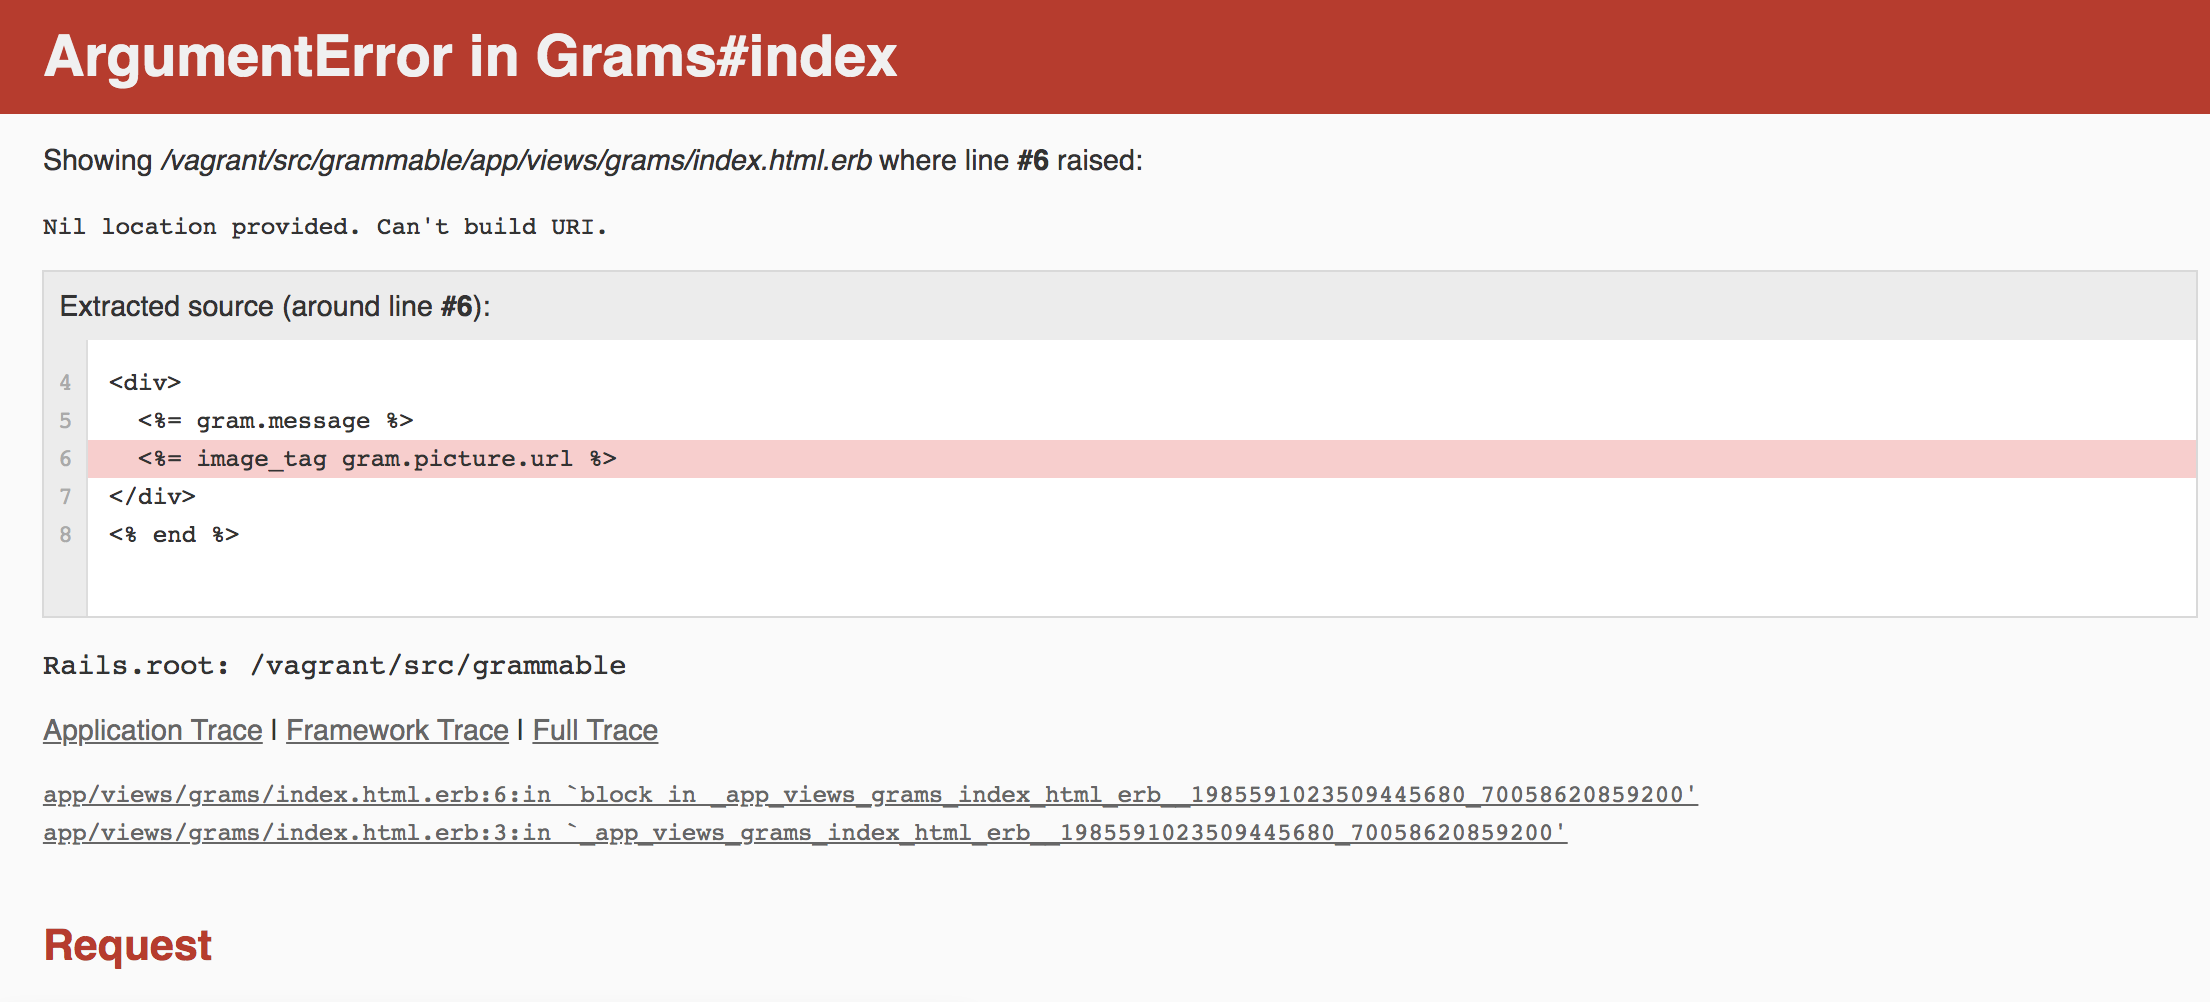 ArgumentError in Grams#index
Showing /vagrant/src/grammable/app/views/grams/index.html.erb where line #6 raised:
Nil location provided. Can't build URI.
Extracted source (around line #6):
4 <div>
5   <%= gram.message %>
6   <%= image_tag gram.picture.url %>
7 </div>
8 <% end %>
Rails.root: /vagrant/src/grammable
Application Trace | Framework Trace | Full Trace
app/views/grams/index.html.erb:6:in `block in _app_views_grams_index_html_erb__1985591023509445680_70058620859200'
app/views/grams/index.html.erb:3:in `_app_views_grams_index_html_erb__1985591023509445680_70058620859200'
Request